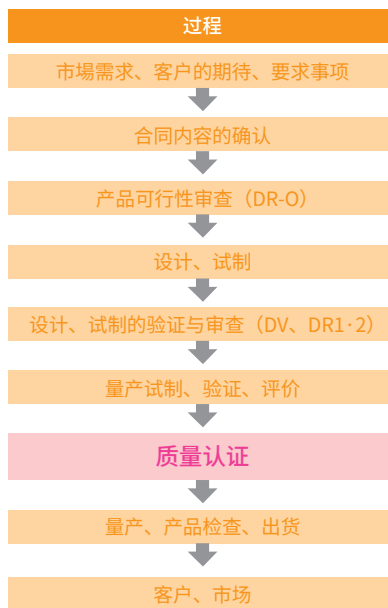 过程
市場需求、客户的期待、要求事项
合同内容的确认
产品可行性审查（DR-O）
设计、试制
设计、试制的验证与审查（DV、DR1·2）
量产试制、验证、评价
质量认证
量产、产品检查、出货
客户、市场